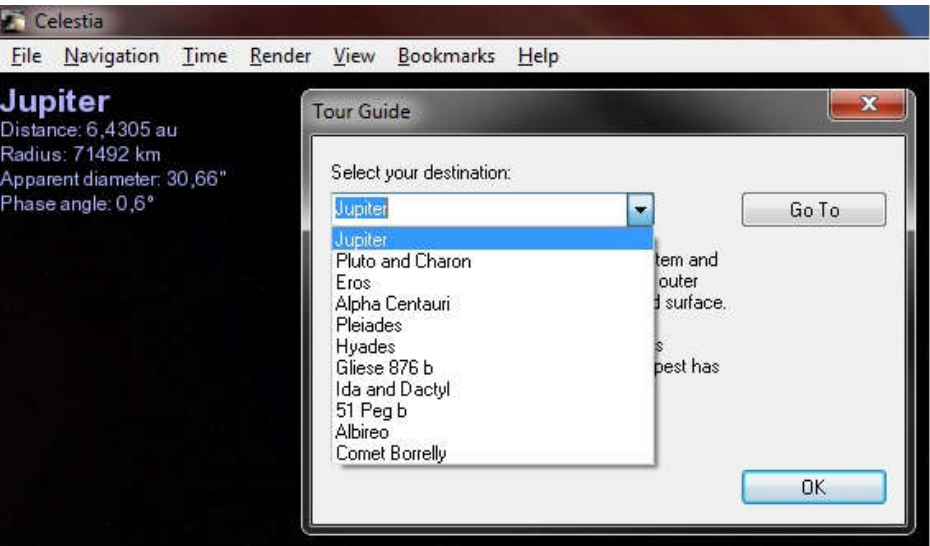 Celestia
File Navigation Time Render View Bookmarks Help
Jupiter
Distance: 6,4305 au
Radius: 71492 km
Apparent diameter: 30,66"
Phase angle: 0,6°
Tour Guide
Select your destination:
Jupiter
Go To
Jupiter
Pluto and Charon
Eros
Alpha Centauri
Pleiades
Hyades
Gliese 876 b
Ida and Dactyl
51 Peg b
Albireo
Comet Borrelly
tem and
outer
surface.
pest has
OK